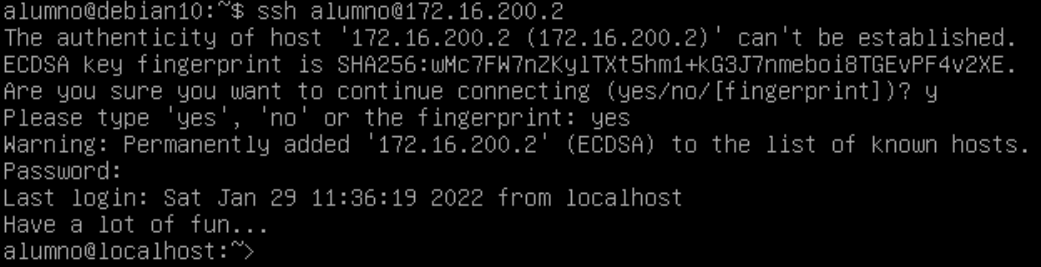 alumno@debian10:~$ ssh alumno@172.16.200.2
The authenticity of host '172.16.200.2 (172.16.200.2)' can't be established.
ECDSA key fingerprint is SHA256:wMc7FW7nZKylTXt5hm1+kG3J7nmeboi8TGEvPF4v2XE.
Are you sure you want to continue connecting (yes/no/[fingerprint])? y
Please type 'yes', 'no' or the fingerprint: yes
Warning: Permanently added '172.16.200.2' (ECDSA) to the list of known hosts.
Password:
Last login: Sat Jan 29 11:36:19 2022 from localhost
Have a lot of fun...
alumno@localhost:~>